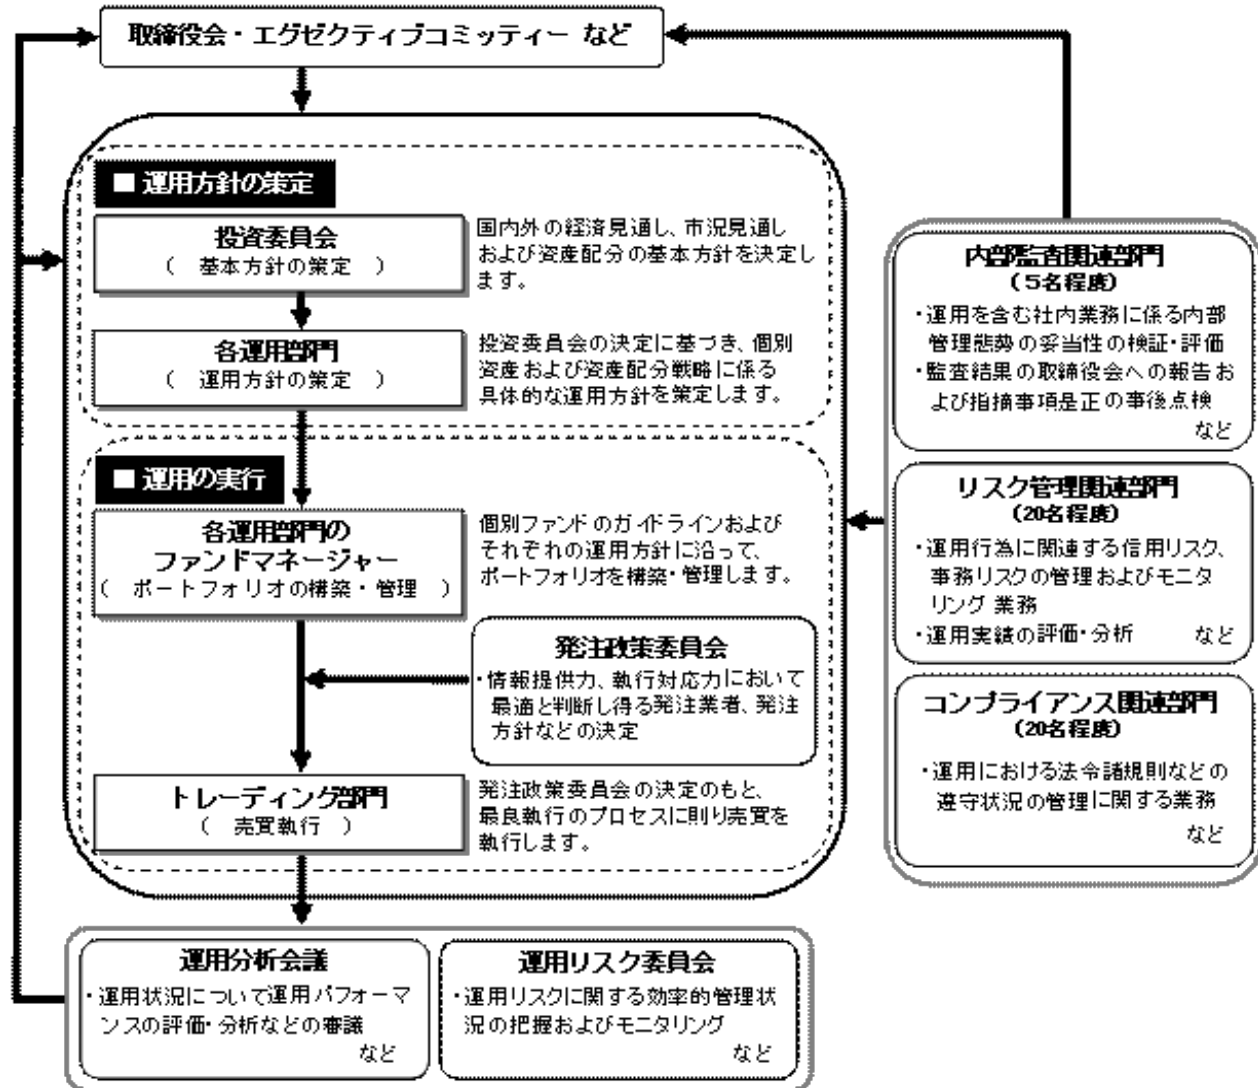 取締役会・エグゼクティブコミッティー など
■ 運用方針の策定
投資委員会
( 基本方針の策定 )
国内外の経済見通し、市況見通し
および資産配分の基本方針を決定し
ます。
各運用部門
( 運用方針の策定 )
投資委員会の決定に基づき、個別
資産および資産配分戦略に係る
具体的な運用方針を策定します。
■ 運用の実行
各運用部門の
ファンドマネージャー
( ポートフォリオの構築・管理 )
個別ファンドのガイドラインおよび
それぞれの運用方針に沿って、
ポートフォリオを構築・管理します。
発注政策委員会
・情報提供力、執行対応力において
最適と判断し得る発注業者、発注
方針などの決定
トレーディング部門
( 売買執行 )
発注政策委員会の決定のもと、
最良執行のプロセスに則り売買を
執行します。
運用分析会議
・運用状況について運用パフォーマ
ンスの評価・分析などの審議
など
運用リスク委員会
・運用リスクに関する効率的管理状
況の把握およびモニタリング
など
内部監査関連部門
(5名程度)
・運用を含む社内業務に係る内部
管理態勢の妥当性の検証・評価
・監査結果の取締役会への報告お
よび指摘事項是正の事後点検
など
リスク管理関連部門
(20名程度)
・運用行為に関連する信用リスク、
事務リスクの管理およびモニタ
リング 業務
・運用実績の評価・分析 など
コンプライアンス関連部門
(20名程度)
・運用における法令諸規則などの
遵守状況の管理に関する業務
など